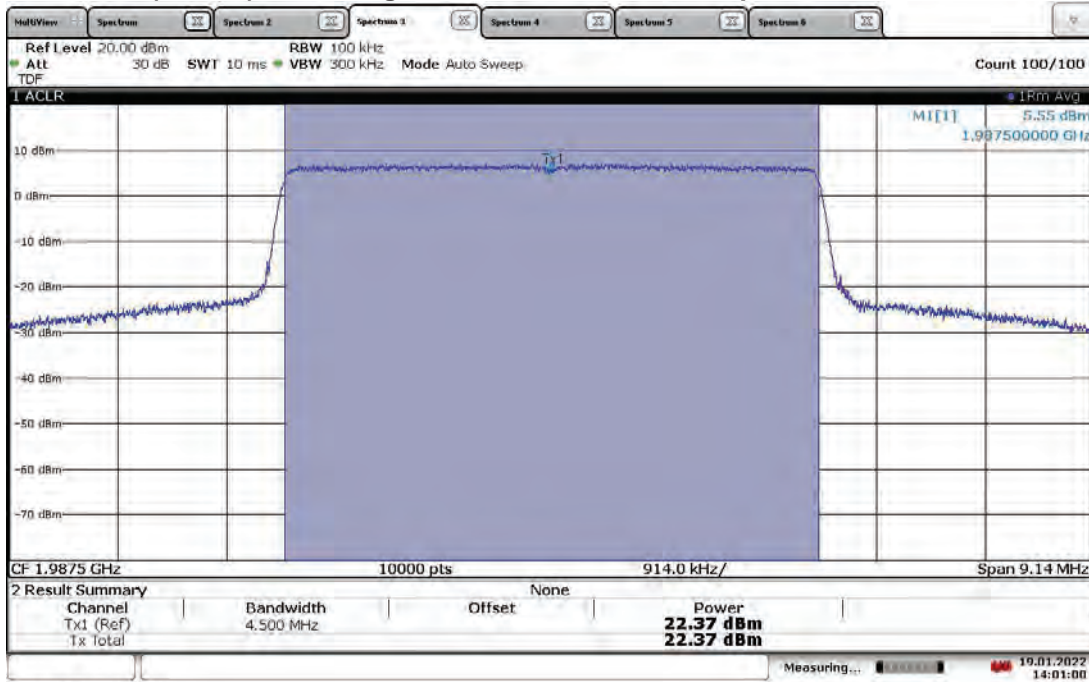 MultiView Spectrum Spectrum 2 Spectrum 3 Spectrum 4 Spectrum 5 Spectrum 6
Ref Level 20.00 dBm RBW 100 kHz
Att 30 dB SWT 10 ms VBW 300 kHz Mode Auto Sweep Count 100/100
TDF
1 ACLR 1Rm Avg
M1[1] 5.55 dBm
1.987500000 GHz
10 dBm
Tx1
0 dBm
-10 dBm
-20 dBm
-30 dBm
-40 dBm
-50 dBm
-60 dBm
-70 dBm
CF 1.9875 GHz 10000 pts 914.0 kHz/ Span 9.14 MHz
2 Result Summary None
Channel Bandwidth Offset Power
Tx1 (Ref) 4.500 MHz 22.37 dBm
Tx Total 22.37 dBm
Measuring... 19.01.2022
14:01:00